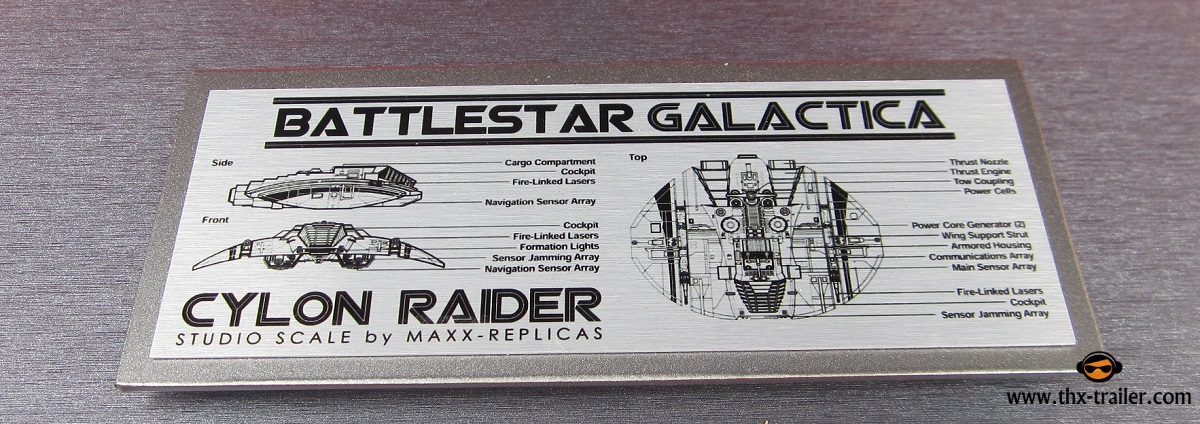 BATTLESTAR GALACTICA
Side
Cargo Compartment
Cockpit
Fire-Linked Lasers
Navigation Sensor Array
Front
Cockpit
Fire-Linked Lasers
Formation Lights
Sensor Jamming Array
Navigation Sensor Array
CYLON RAIDER
STUDIO SCALE by MAXX-REPLICAS
Top
Thrust Nozzle
Thrust Engine
Tow Coupling
Power Cells
Power Core Generator (2)
Wing Support Strut
Armored Housing
Communications Array
Main Sensor Array
Fire-Linked Lasers
Cockpit
Sensor Jamming Array
www.thx-trailer.com